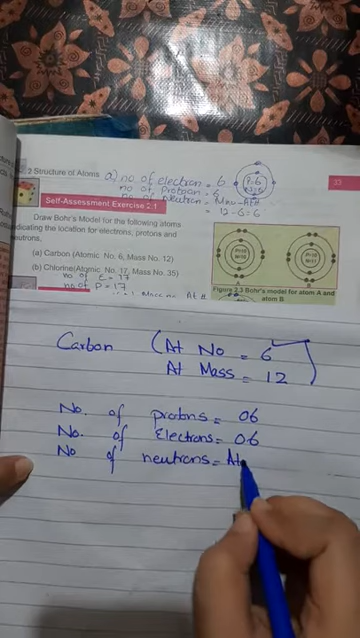 2 Structure of Atoms
33
a) no of electron = 6
no of, Protoon = 6
no of Neutron = M no - At #
= 12 - 6 = 6
Self-Assessment Exercise 2.1
Draw Bohr's Model for the following atoms
indicating the location for electrons, protons and
neutrons.
(a) Carbon (Atomic No. 6, Mass No. 12)
(b) Chlorine(Atomic No. 17, Mass No. 35)
no of e = 17
no of P = 17
Figure 2.3 Bohr's model for atom A and
atom B
Carbon (At No = 6
At Mass = 12 )
No. of protons = 06
No. of Electrons = 06
No of neutrons = At